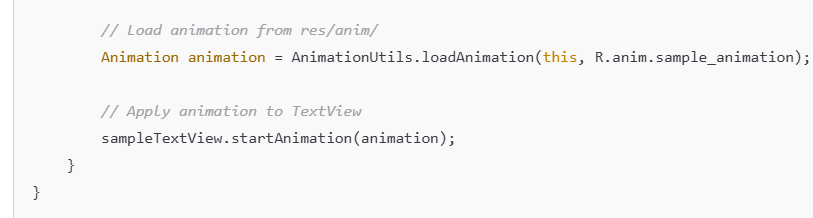 // Load animation from res/anim/
Animation animation = AnimationUtils.loadAnimation(this, R.anim.sample_animation);
// Apply animation to TextView
sampleTextView.startAnimation(animation);
}
}